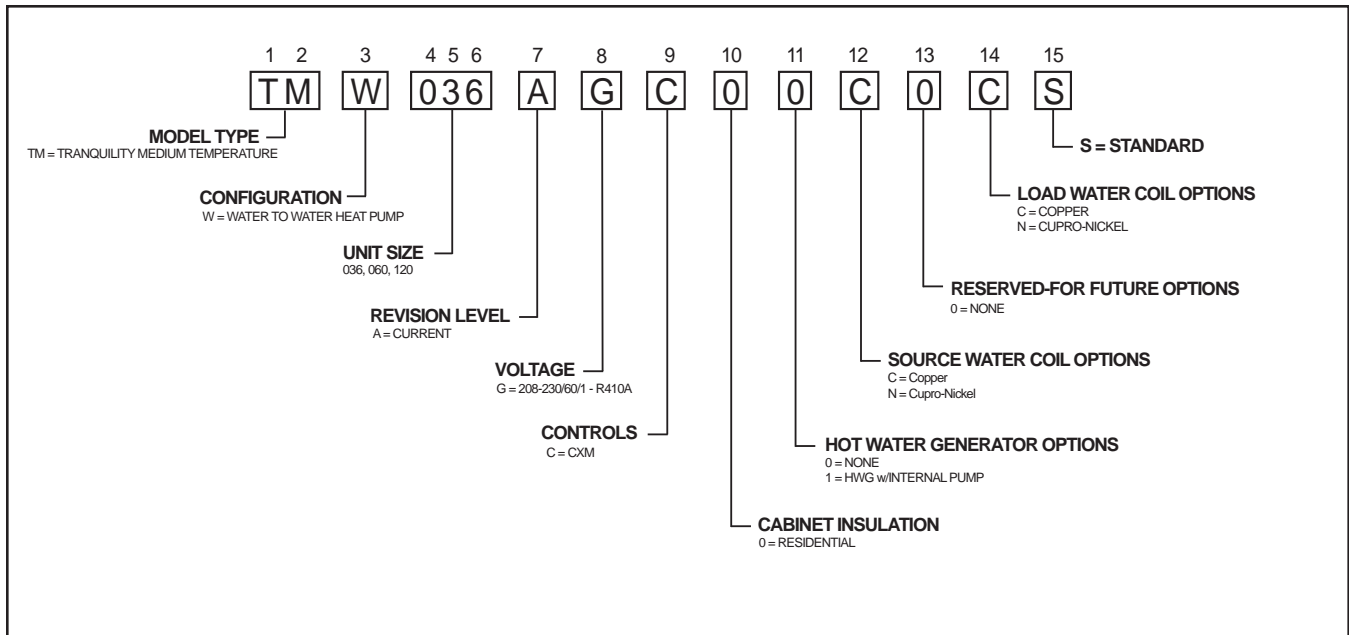 1 2 3 4 5 6 7 8 9 10 11 12 13 14 15
TM W 036 A G C 0 0 C 0 C S
MODEL TYPE
TM = TRANQUILITY MEDIUM TEMPERATURE
S = STANDARD
CONFIGURATION
W = WATER TO WATER HEAT PUMP
LOAD WATER COIL OPTIONS
C = COPPER
N = CUPRO-NICKEL
UNIT SIZE
036, 060, 120
RESERVED-FOR FUTURE OPTIONS
0 = NONE
REVISION LEVEL
A = CURRENT
VOLTAGE
G = 208-230/60/1 - R410A
SOURCE WATER COIL OPTIONS
C = Copper
N = Cupro-Nickel
CONTROLS
C = CXM
HOT WATER GENERATOR OPTIONS
0 = NONE
1 = HWG w/INTERNAL PUMP
CABINET INSULATION
0 = RESIDENTIAL